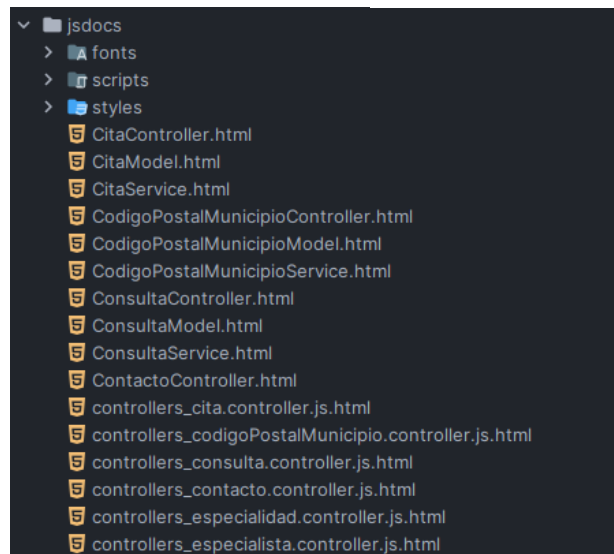 jsdocs
fonts
scripts
styles
CitaController.html
CitaModel.html
CitaService.html
CodigoPostalMunicipioController.html
CodigoPostalMunicipioModel.html
CodigoPostalMunicipioService.html
ConsultaController.html
ConsultaModel.html
ConsultaService.html
ContactoController.html
controllers_cita.controller.js.html
controllers_codigoPostalMunicipio.controller.js.html
controllers_consulta.controller.js.html
controllers_contacto.controller.js.html
controllers_especialidad.controller.js.html
controllers_especialista.controller.js.html